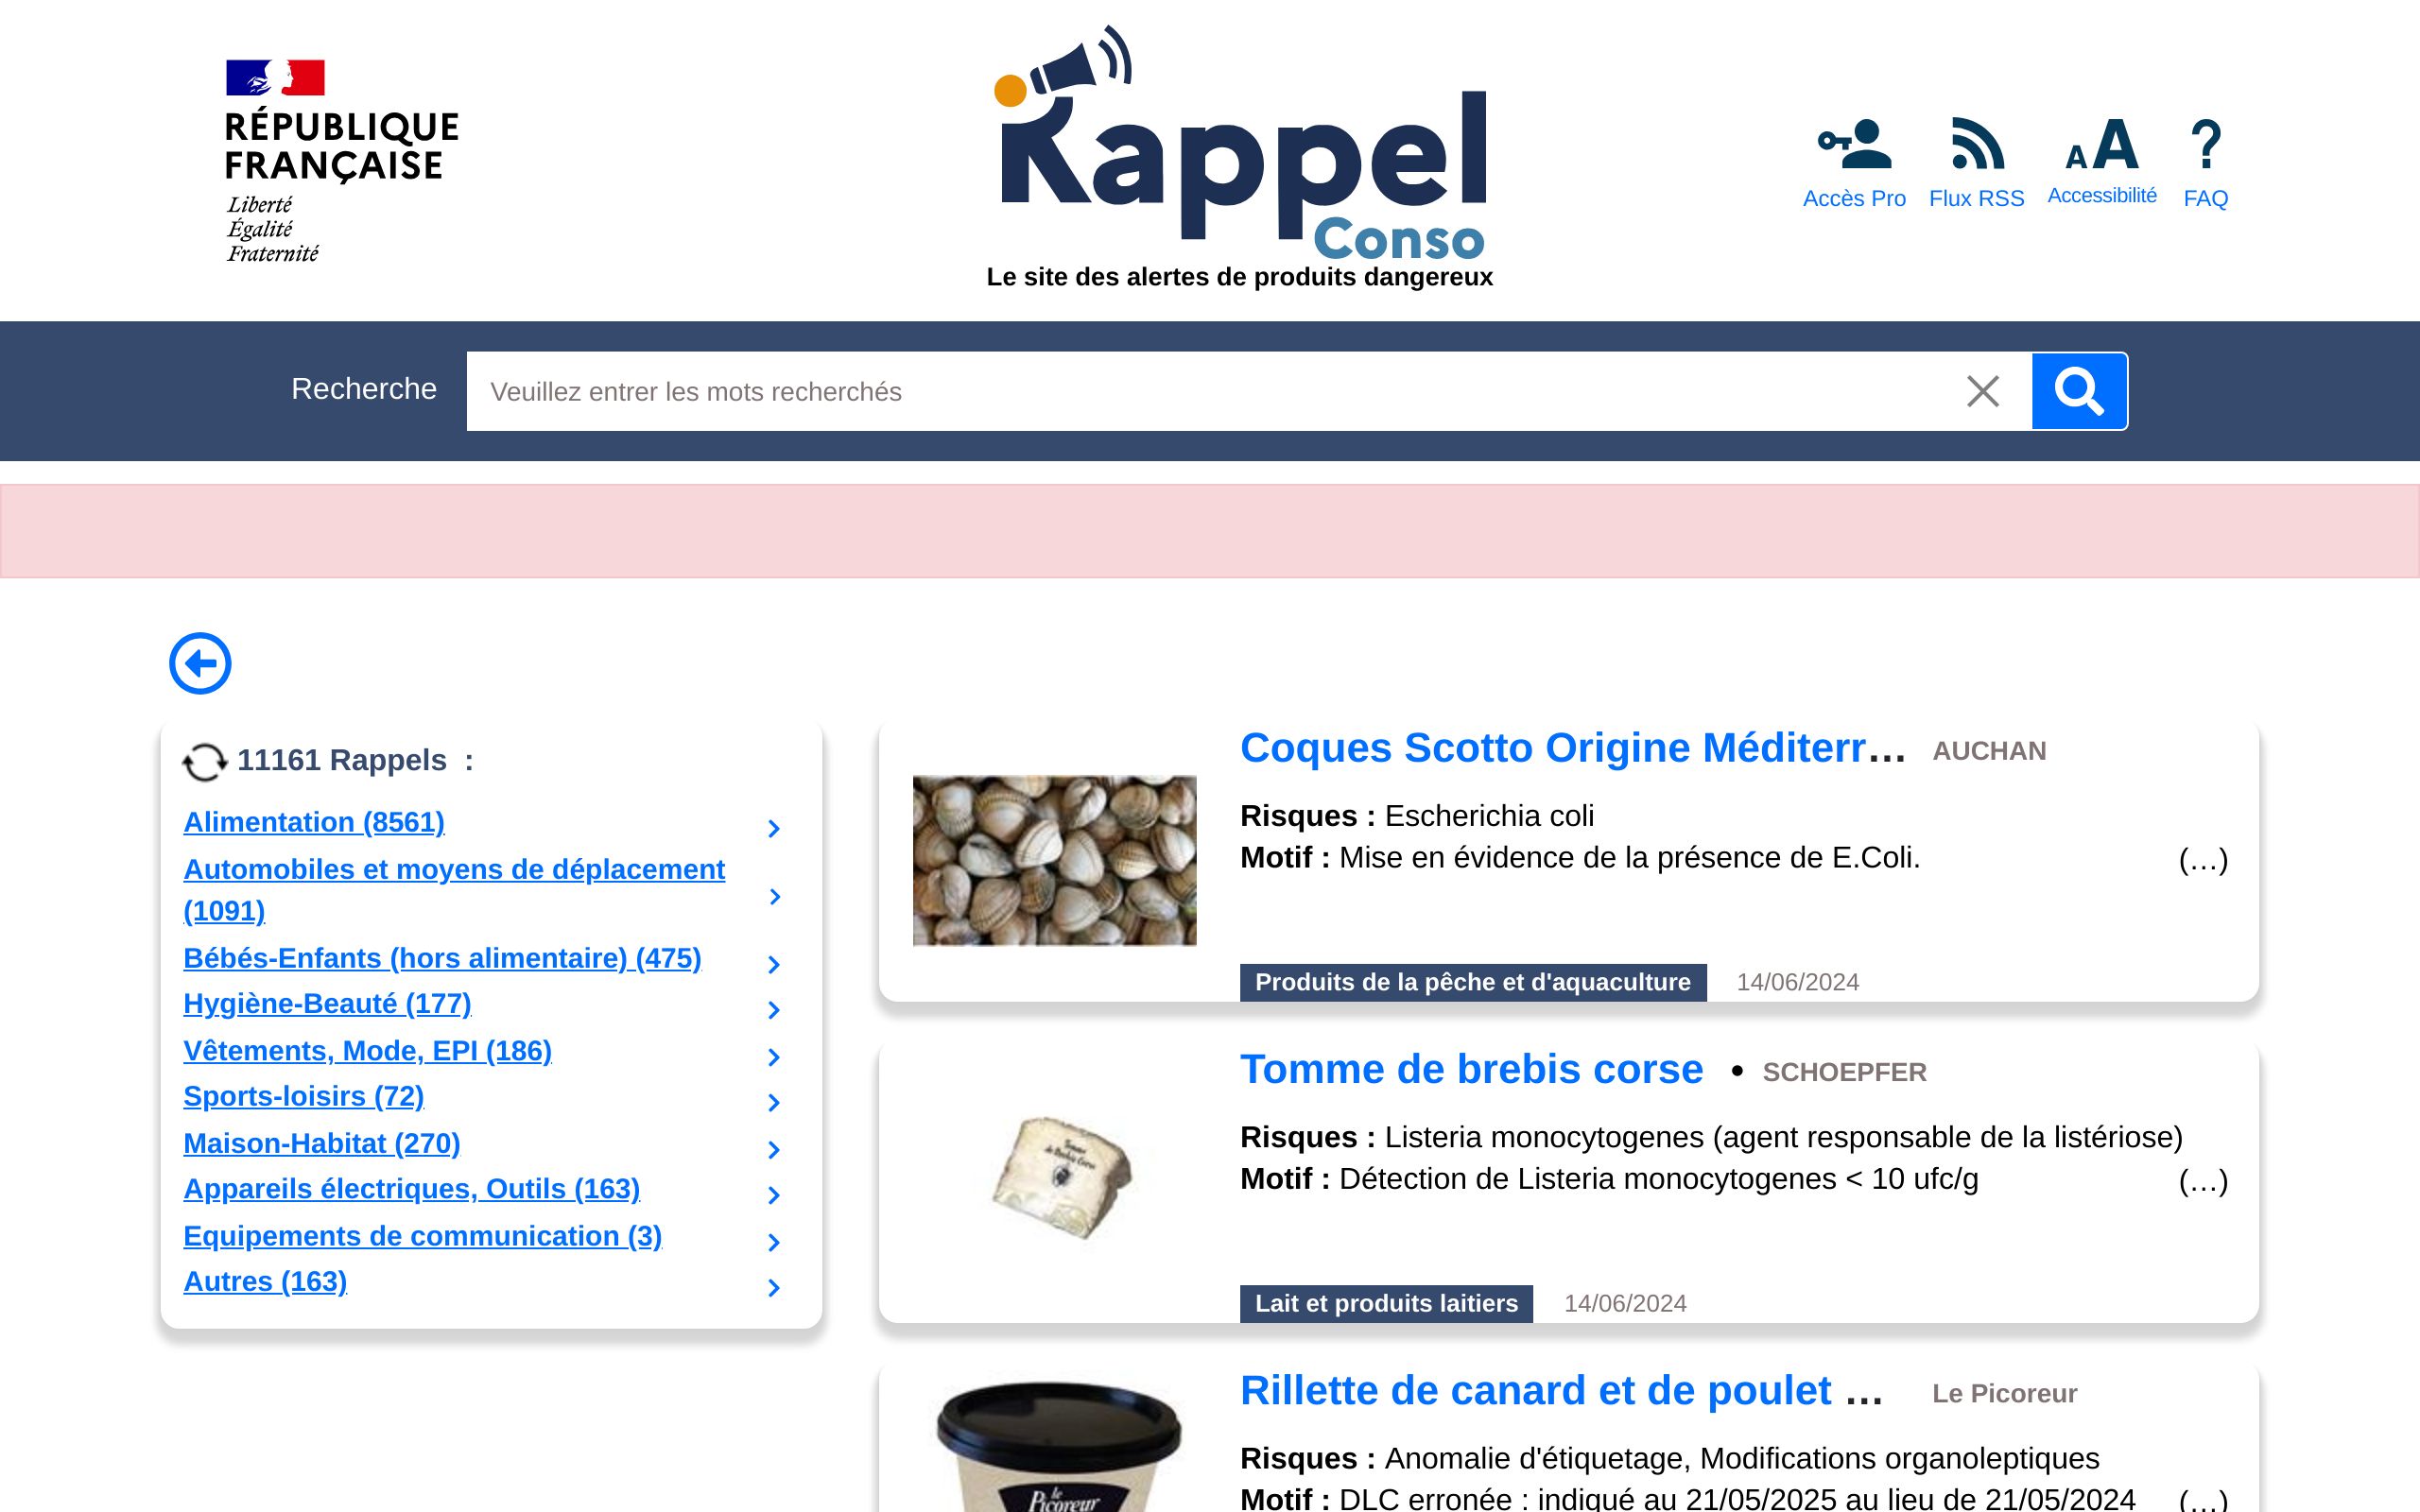 RÉPUBLIQUE
FRANÇAISE
Liberté
Égalité
Fraternité
Rappel
Conso
Le site des alertes de produits dangereux
Accès Pro
Flux RSS
Accessibilité
FAQ
Recherche
Veuillez entrer les mots recherchés
11161 Rappels :
Alimentation (8561)
Automobiles et moyens de déplacement
(1091)
Bébés-Enfants (hors alimentaire) (475)
Hygiène-Beauté (177)
Vêtements, Mode, EPI (186)
Sports-loisirs (72)
Maison-Habitat (270)
Appareils électriques, Outils (163)
Equipements de communication (3)
Autres (163)
Coques Scotto Origine Méditerr... AUCHAN
Risques : Escherichia coli
Motif : Mise en évidence de la présence de E.Coli. (…)
Produits de la pêche et d'aquaculture 14/06/2024
Tomme de brebis corse • SCHOEPFER
Risques : Listeria monocytogenes (agent responsable de la listériose)
Motif : Détection de Listeria monocytogenes < 10 ufc/g (…)
Lait et produits laitiers 14/06/2024
Rillette de canard et de poulet ... Le Picoreur
Risques : Anomalie d'étiquetage, Modifications organoleptiques
Motif : DLC erronée : indiqué au 21/05/2025 au lieu de 21/05/2024 (…)
le
Picoreur